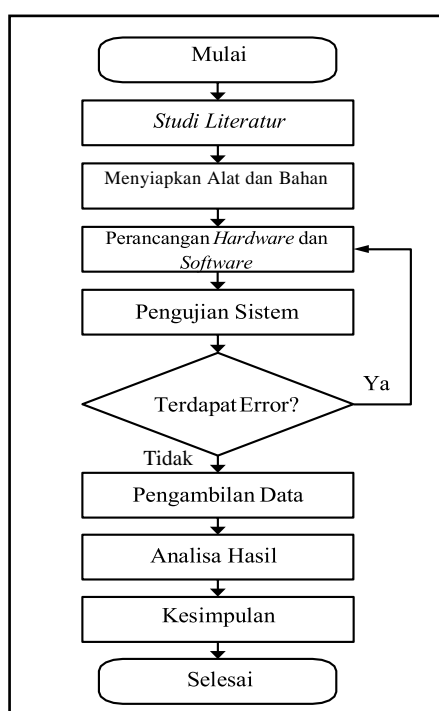 Mulai
Studi Literatur
Menyiapkan Alat dan Bahan
Perancangan Hardware dan
Software
Pengujian Sistem
Terdapat Error?
Ya
Tidak
Pengambilan Data
Analisa Hasil
Kesimpulan
Selesai